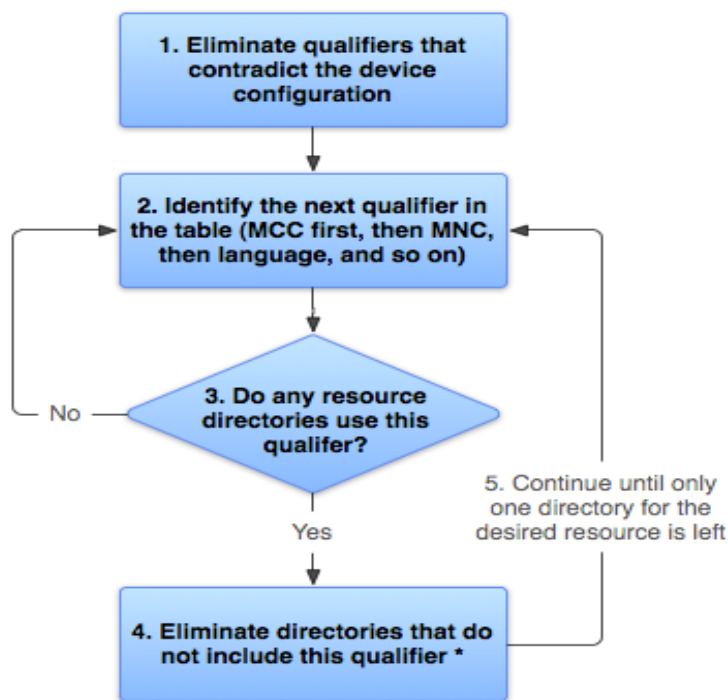 1. Eliminate qualifiers that
contradict the device
configuration
2. Identify the next qualifier in
the table (MCC first, then MNC,
then language, and so on)
3. Do any resource
directories use this
qualifer?
No
Yes
5. Continue until only
one directory for the
desired resource is left
4. Eliminate directories that do
not include this qualifier *